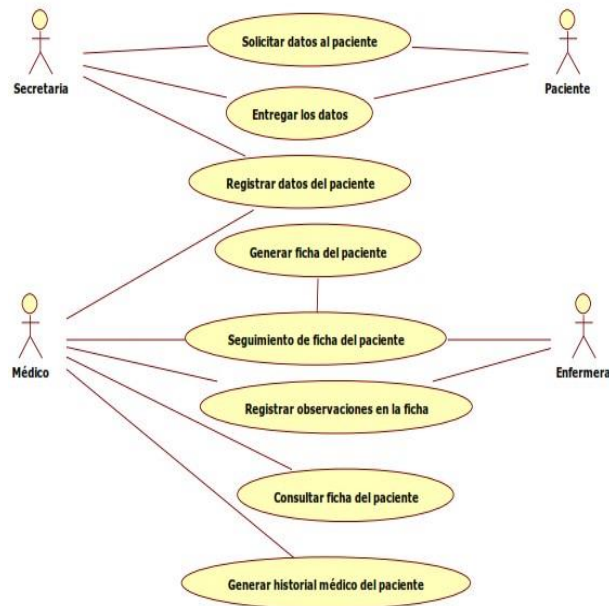 Solicitar datos al paciente
Secretaria
Paciente
Entregar los datos
Registrar datos del paciente
Generar ficha del paciente
Seguimiento de ficha del paciente
Médico
Enfermera
Registrar observaciones en la ficha
Consultar ficha del paciente
Generar historial médico del paciente